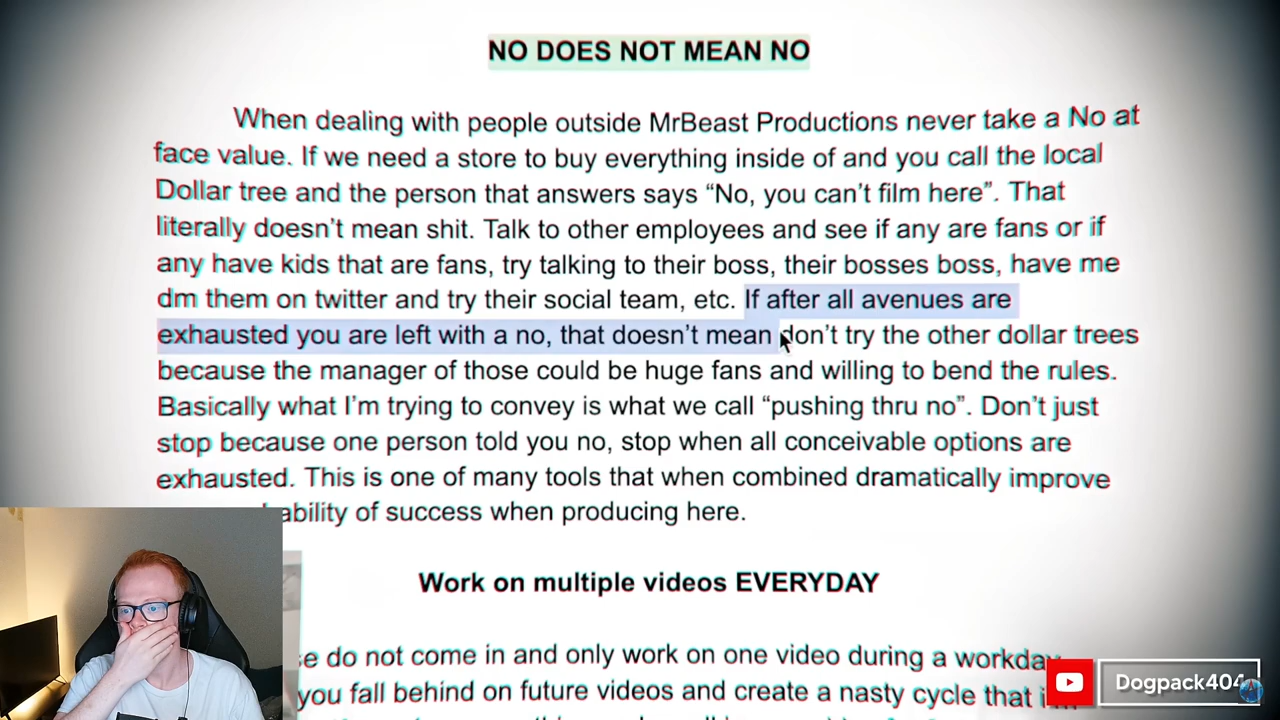 NO DOES NOT MEAN NO
When dealing with people outside MrBeast Productions never take a No at
face value. If we need a store to buy everything inside of and you call the local
Dollar tree and the person that answers says “No, you can’t film here”. That
literally doesn’t mean shit. Talk to other employees and see if any are fans or if
any have kids that are fans, try talking to their boss, their bosses boss, have me
dm them on twitter and try their social team, etc. If after all avenues are
exhausted you are left with a no, that doesn’t mean don’t try the other dollar trees
because the manager of those could be huge fans and willing to bend the rules.
Basically what I’m trying to convey is what we call “pushing thru no”. Don’t just
stop because one person told you no, stop when all conceivable options are
exhausted. This is one of many tools that when combined dramatically improve
of success when producing here.
Work on multiple videos EVERYDAY
do not come in and only work on one video during a workday
you fall behind on future videos and create a nasty cycle that
Dogpack404